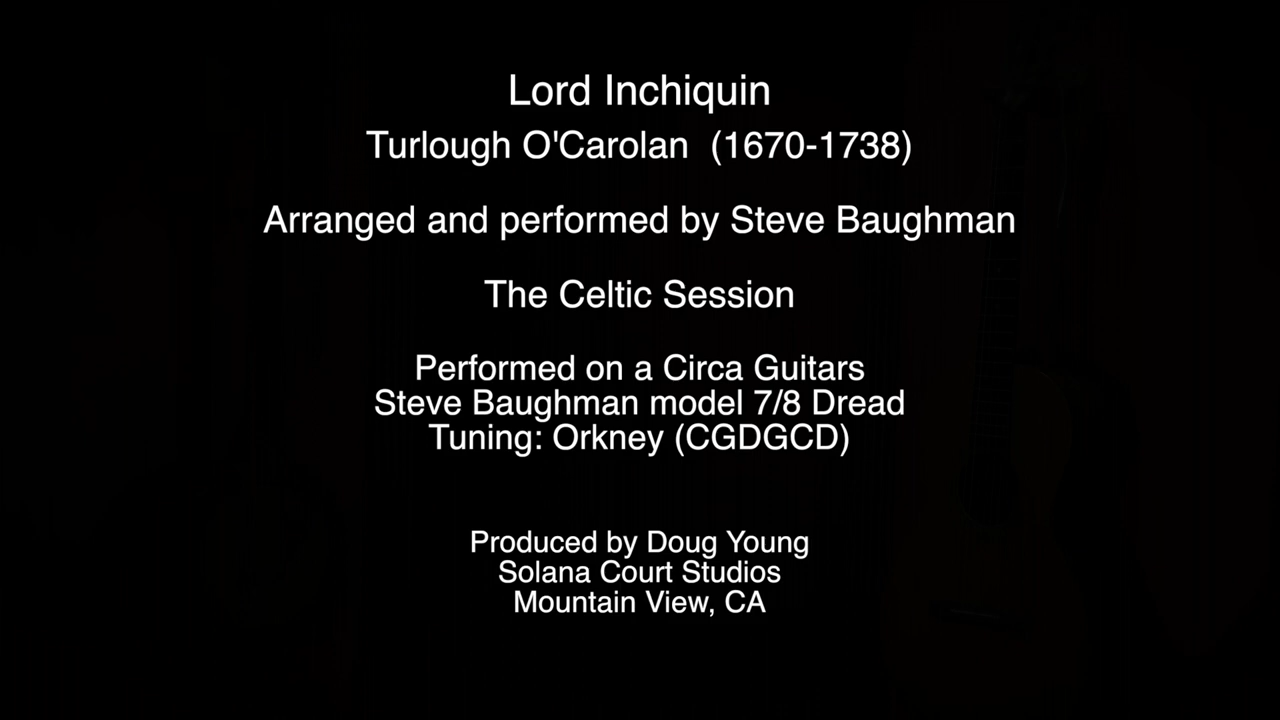 Lord Inchiquin
Turlough O'Carolan (1670-1738)
Arranged and performed by Steve Baughman
The Celtic Session
Performed on a Circa Guitars
Steve Baughman model 7/8 Dread
Tuning: Orkney (CGDGCD)
Produced by Doug Young
Solana Court Studios
Mountain View, CA